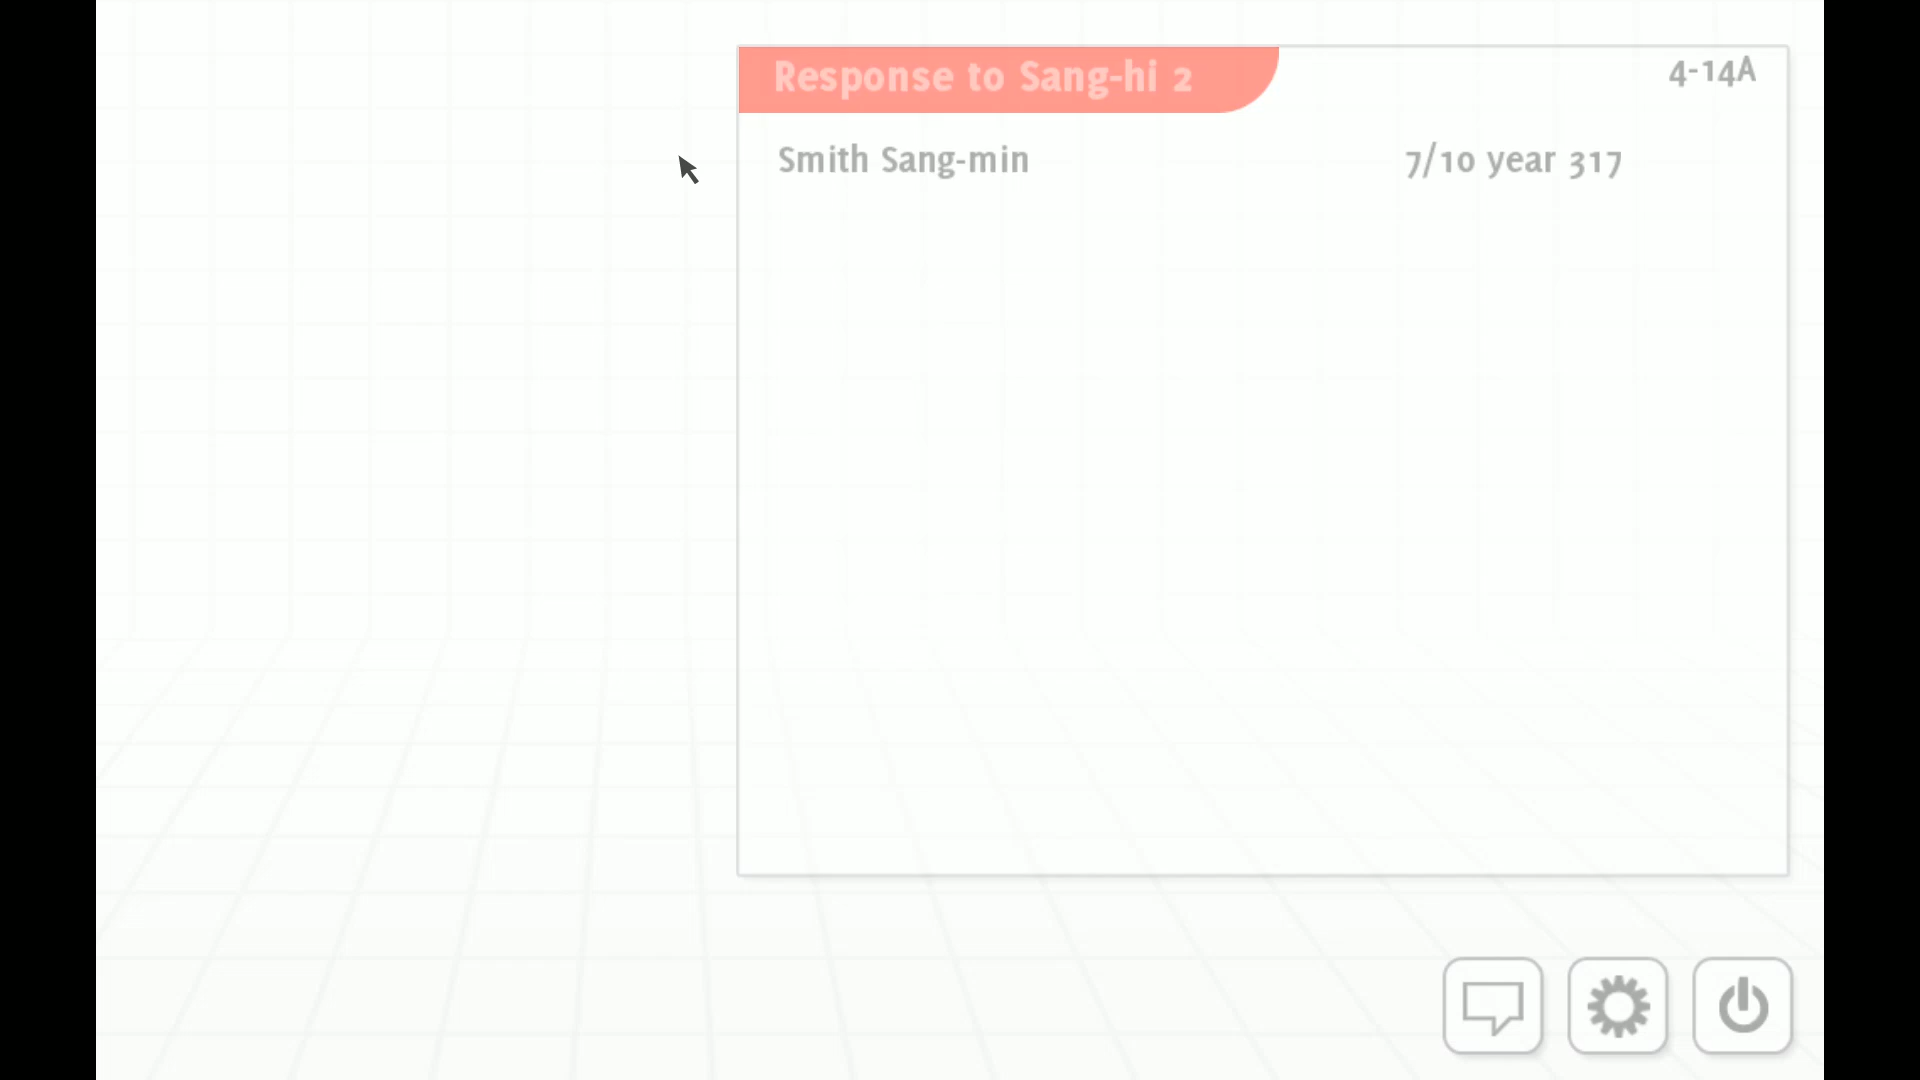 Response to Sang-hi 2
4-14A
Smith Sang-min
7/10 year 317